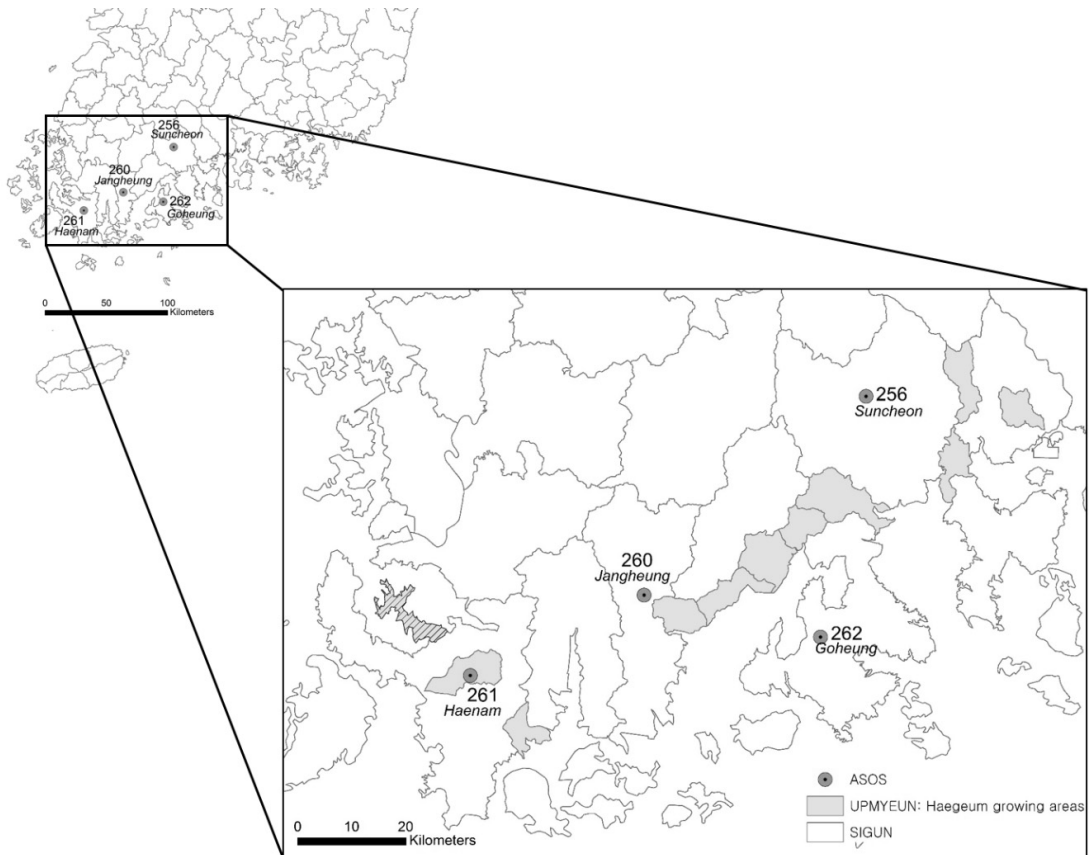 256
Suncheon
260
Jangheung
262
Goheung
261
Haenam
0 50 100
Kilometers
256
Suncheon
260
Jangheung
262
Goheung
261
Haenam
ASOS
UPMYEUN: Haegeum growing areas
SIGUN
0 10 20
Kilometers